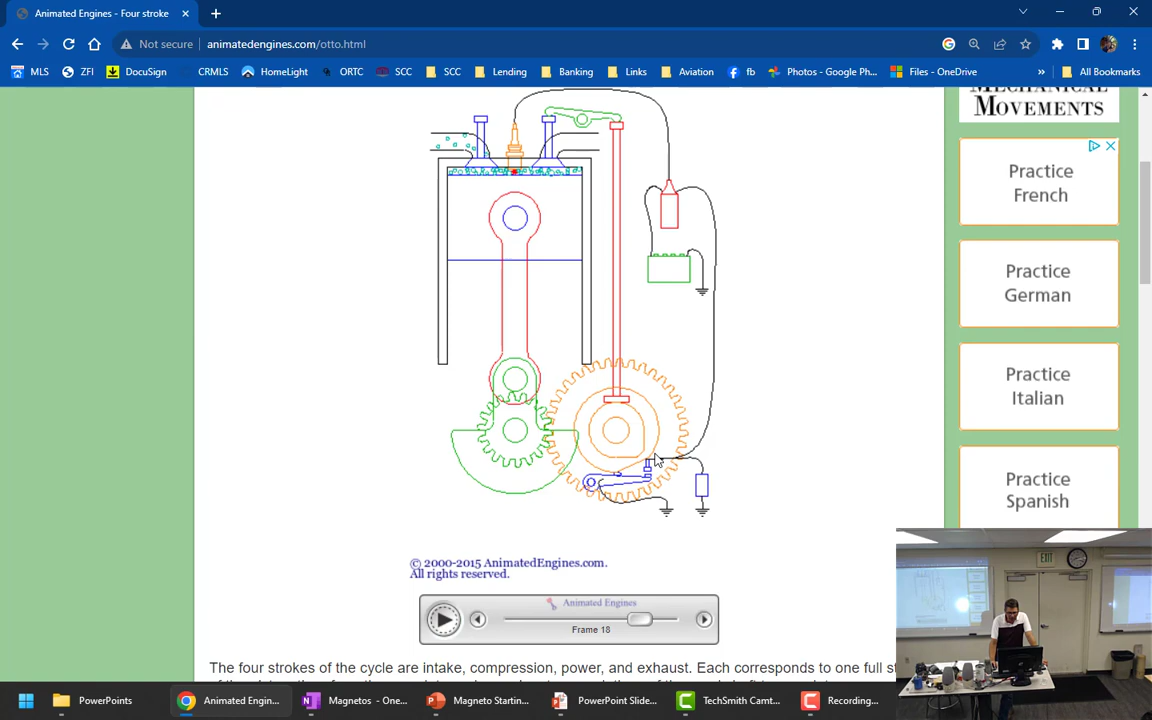 Animated Engines - Four stroke
Not secure
animatedengines.com/otto.html
MLS ZFI DocuSign CRMLS HomeLight ORTC SCC SCC Lending Banking Links Aviation fb Photos - Google Ph... Files - OneDrive » All Bookmarks
MECHANICAL
MOVEMENTS
Practice
French
Practice
German
Practice
Italian
Practice
Spanish
EXIT
© 2000-2015 AnimatedEngines.com.
All rights reserved.
Animated Engines
Frame 18
The four strokes of the cycle are intake, compression, power, and exhaust. Each corresponds to one full st
PowerPoints Animated Engin... Magnetos - One... Magneto Starting... PowerPoint Slide... TechSmith Camt... Recording...